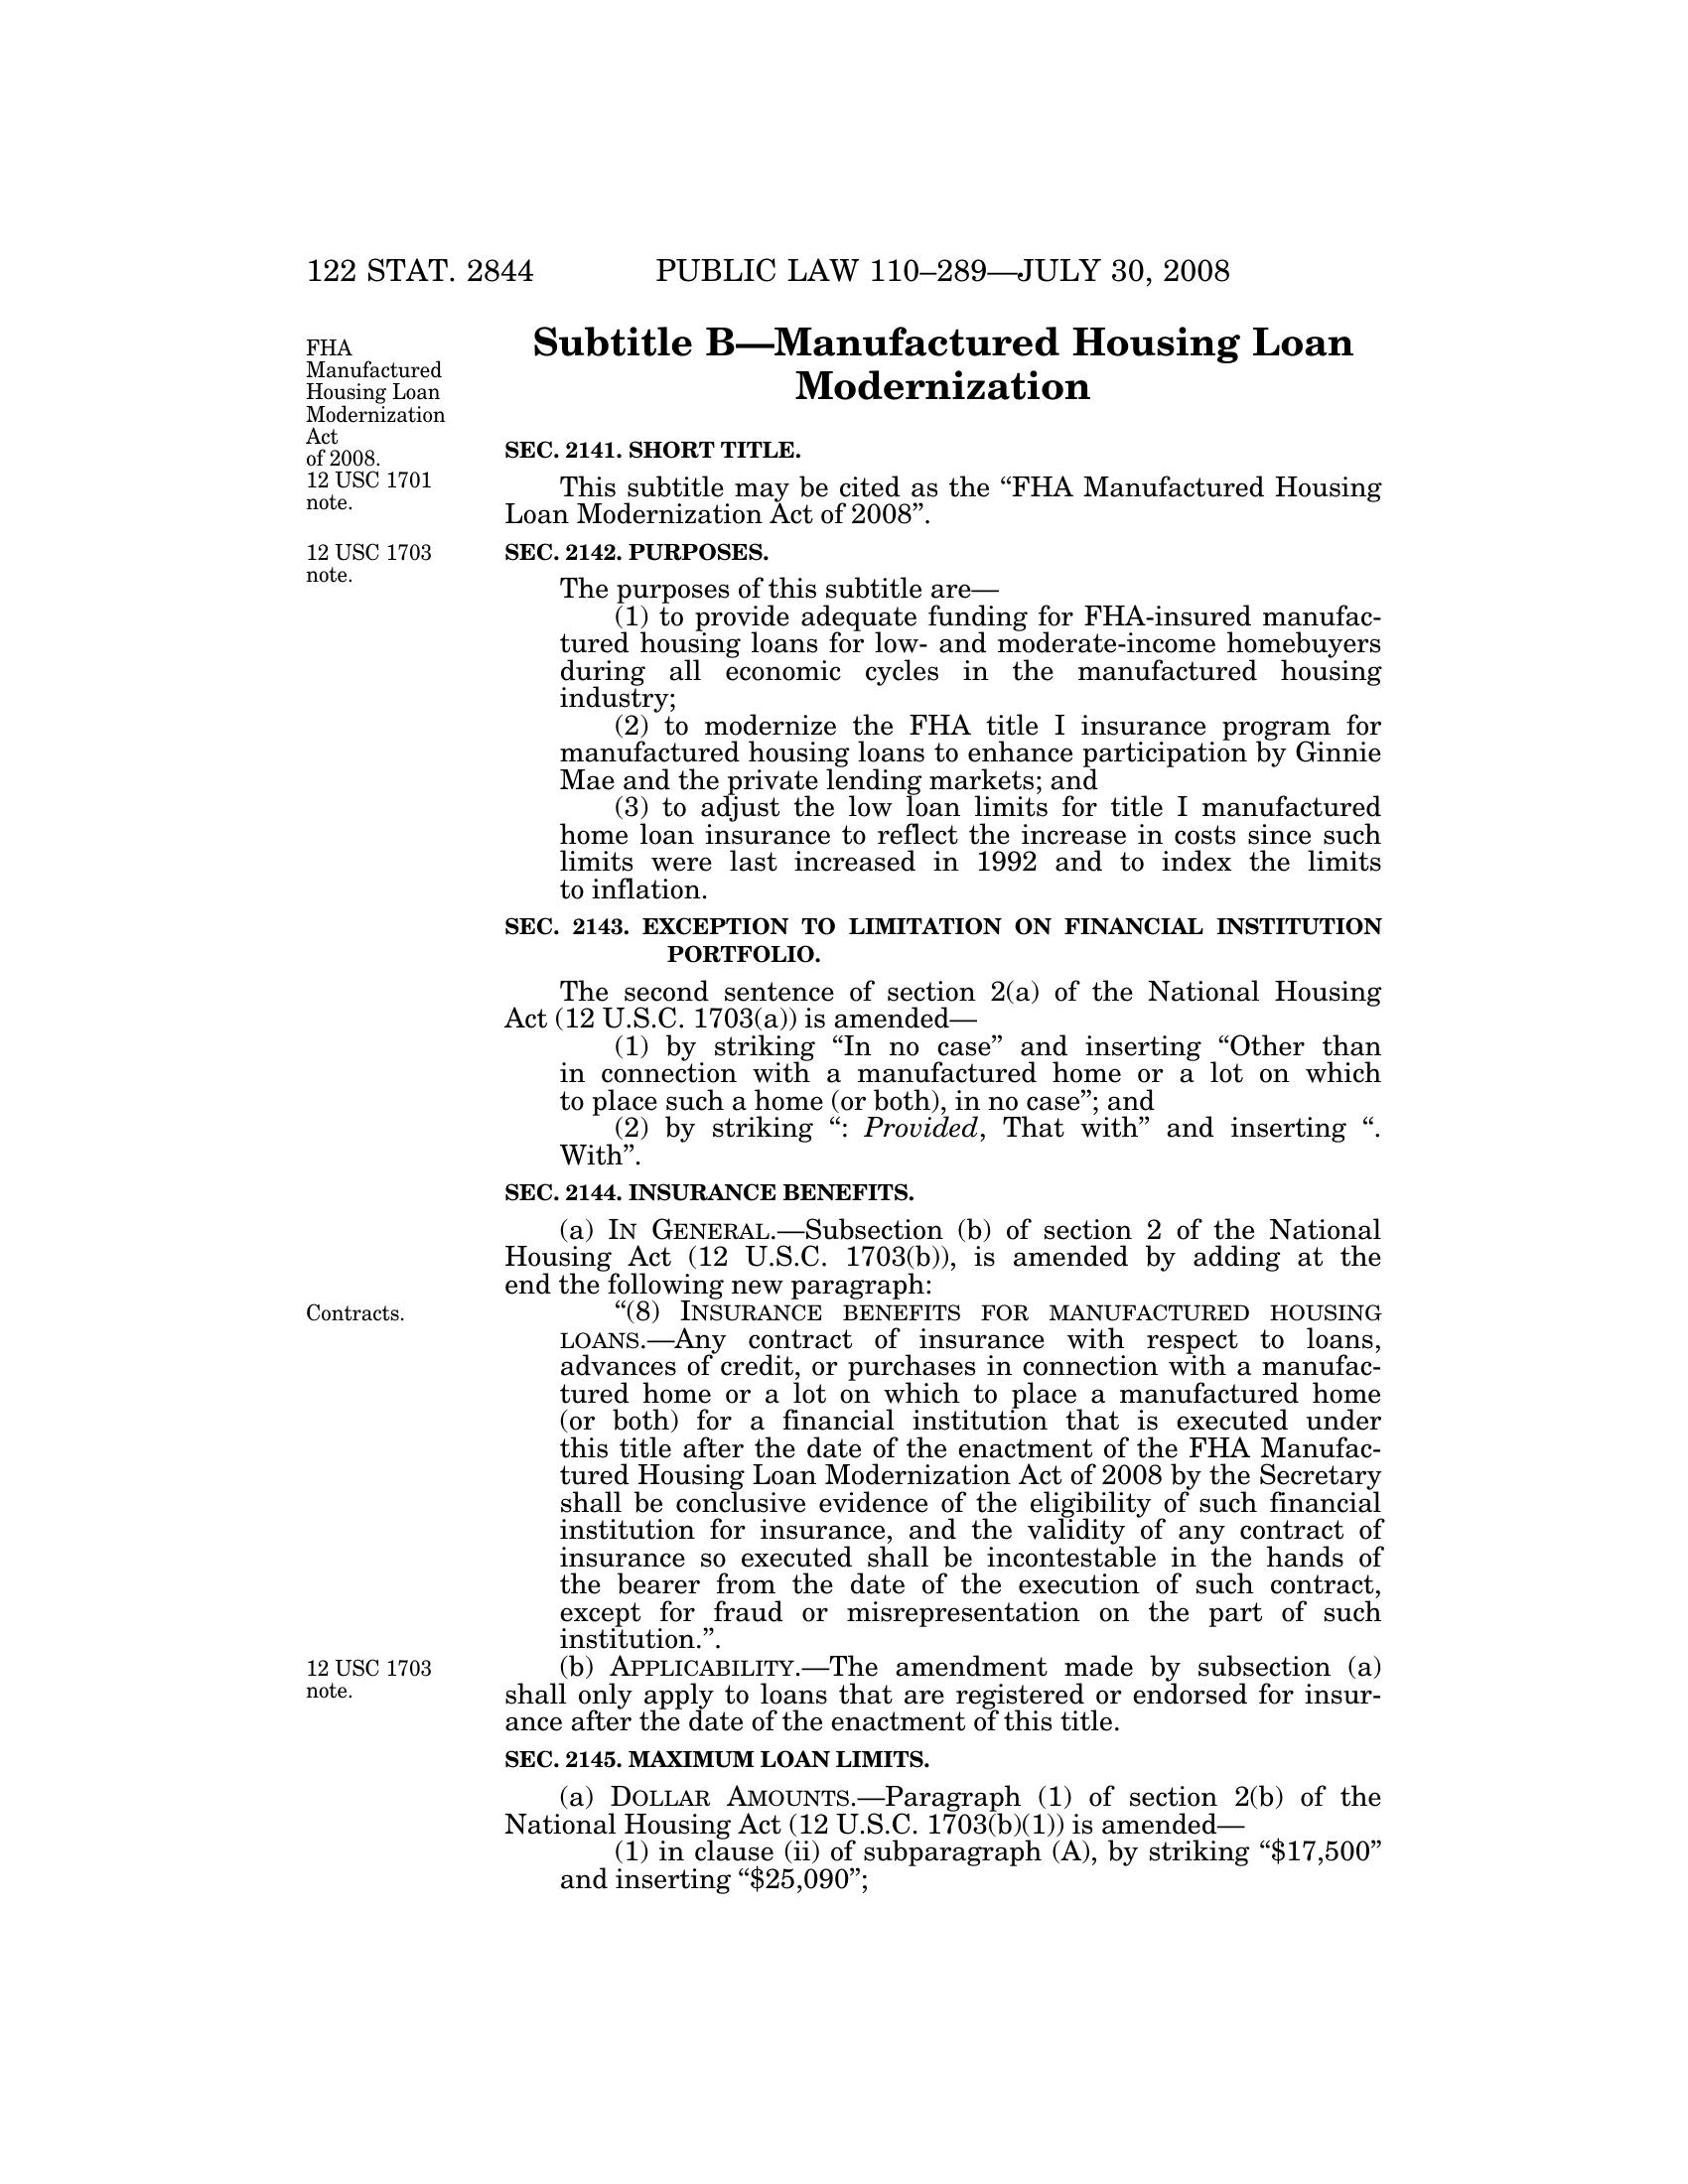 122 STAT. 2844 PUBLIC LAW 110–289—JULY 30, 2008
FHA
Manufactured
Housing Loan
Modernization
Act
of 2008.
12 USC 1701
note.
Subtitle B—Manufactured Housing Loan
Modernization
SEC. 2141. SHORT TITLE.
This subtitle may be cited as the “FHA Manufactured Housing
Loan Modernization Act of 2008”.
12 USC 1703
note.
SEC. 2142. PURPOSES.
The purposes of this subtitle are—
(1) to provide adequate funding for FHA-insured manufac-
tured housing loans for low- and moderate-income homebuyers
during all economic cycles in the manufactured housing
industry;
(2) to modernize the FHA title I insurance program for
manufactured housing loans to enhance participation by Ginnie
Mae and the private lending markets; and
(3) to adjust the low loan limits for title I manufactured
home loan insurance to reflect the increase in costs since such
limits were last increased in 1992 and to index the limits
to inflation.
SEC. 2143. EXCEPTION TO LIMITATION ON FINANCIAL INSTITUTION
PORTFOLIO.
The second sentence of section 2(a) of the National Housing
Act (12 U.S.C. 1703(a)) is amended—
(1) by striking “In no case” and inserting “Other than
in connection with a manufactured home or a lot on which
to place such a home (or both), in no case”; and
(2) by striking “: Provided, That with” and inserting “.
With”.
SEC. 2144. INSURANCE BENEFITS.
(a) IN GENERAL.—Subsection (b) of section 2 of the National
Housing Act (12 U.S.C. 1703(b)), is amended by adding at the
end the following new paragraph:
Contracts.
“(8) INSURANCE BENEFITS FOR MANUFACTURED HOUSING
LOANS.—Any contract of insurance with respect to loans,
advances of credit, or purchases in connection with a manufac-
tured home or a lot on which to place a manufactured home
(or both) for a financial institution that is executed under
this title after the date of the enactment of the FHA Manufac-
tured Housing Loan Modernization Act of 2008 by the Secretary
shall be conclusive evidence of the eligibility of such financial
institution for insurance, and the validity of any contract of
insurance so executed shall be incontestable in the hands of
the bearer from the date of the execution of such contract,
except for fraud or misrepresentation on the part of such
institution.”.
12 USC 1703
note.
(b) APPLICABILITY.—The amendment made by subsection (a)
shall only apply to loans that are registered or endorsed for insur-
ance after the date of the enactment of this title.
SEC. 2145. MAXIMUM LOAN LIMITS.
(a) DOLLAR AMOUNTS.—Paragraph (1) of section 2(b) of the
National Housing Act (12 U.S.C. 1703(b)(1)) is amended—
(1) in clause (ii) of subparagraph (A), by striking “$17,500”
and inserting “$25,090”;